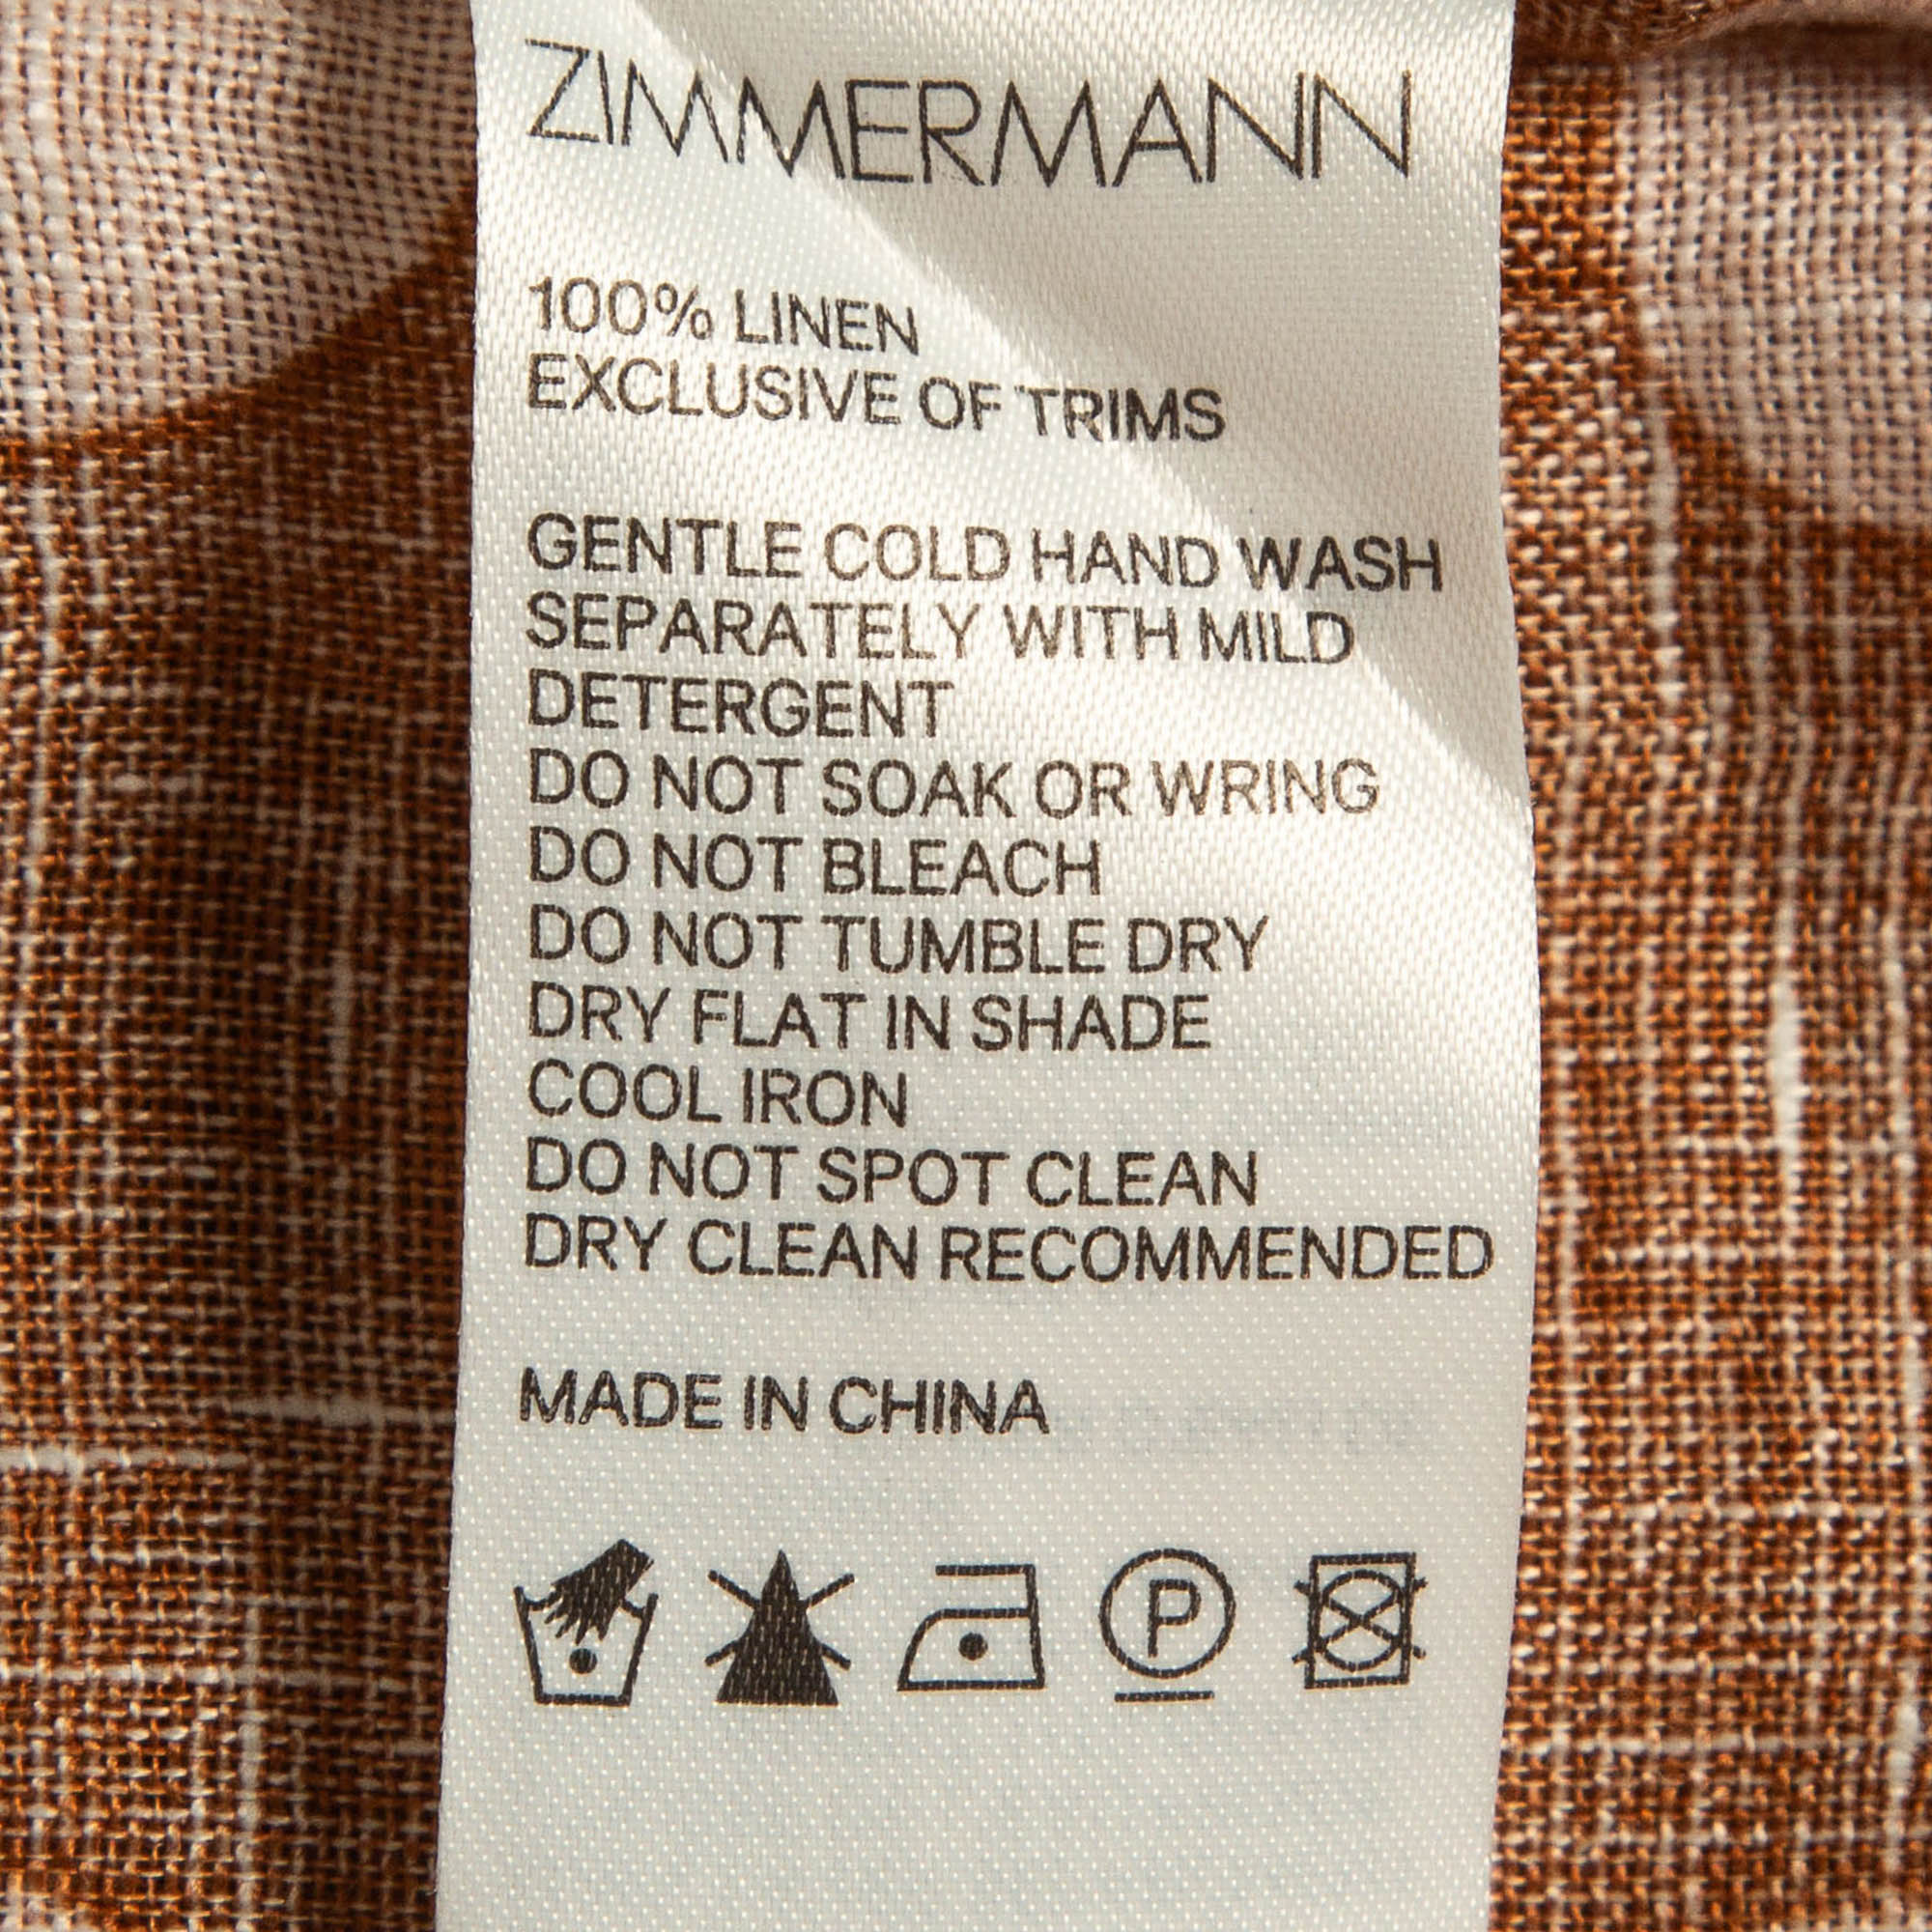 ZIMMERMANN
100% LINEN
EXCLUSIVE OF TRIMS
GENTLE COLD HAND WASH
SEPARATELY WITH MILD
DETERGENT
DO NOT SOAK OR WRING
DO NOT BLEACH
DO NOT TUMBLE DRY
DRY FLAT IN SHADE
COOL IRON
DO NOT SPOT CLEAN
DRY CLEAN RECOMMENDED
MADE IN CHINA
P